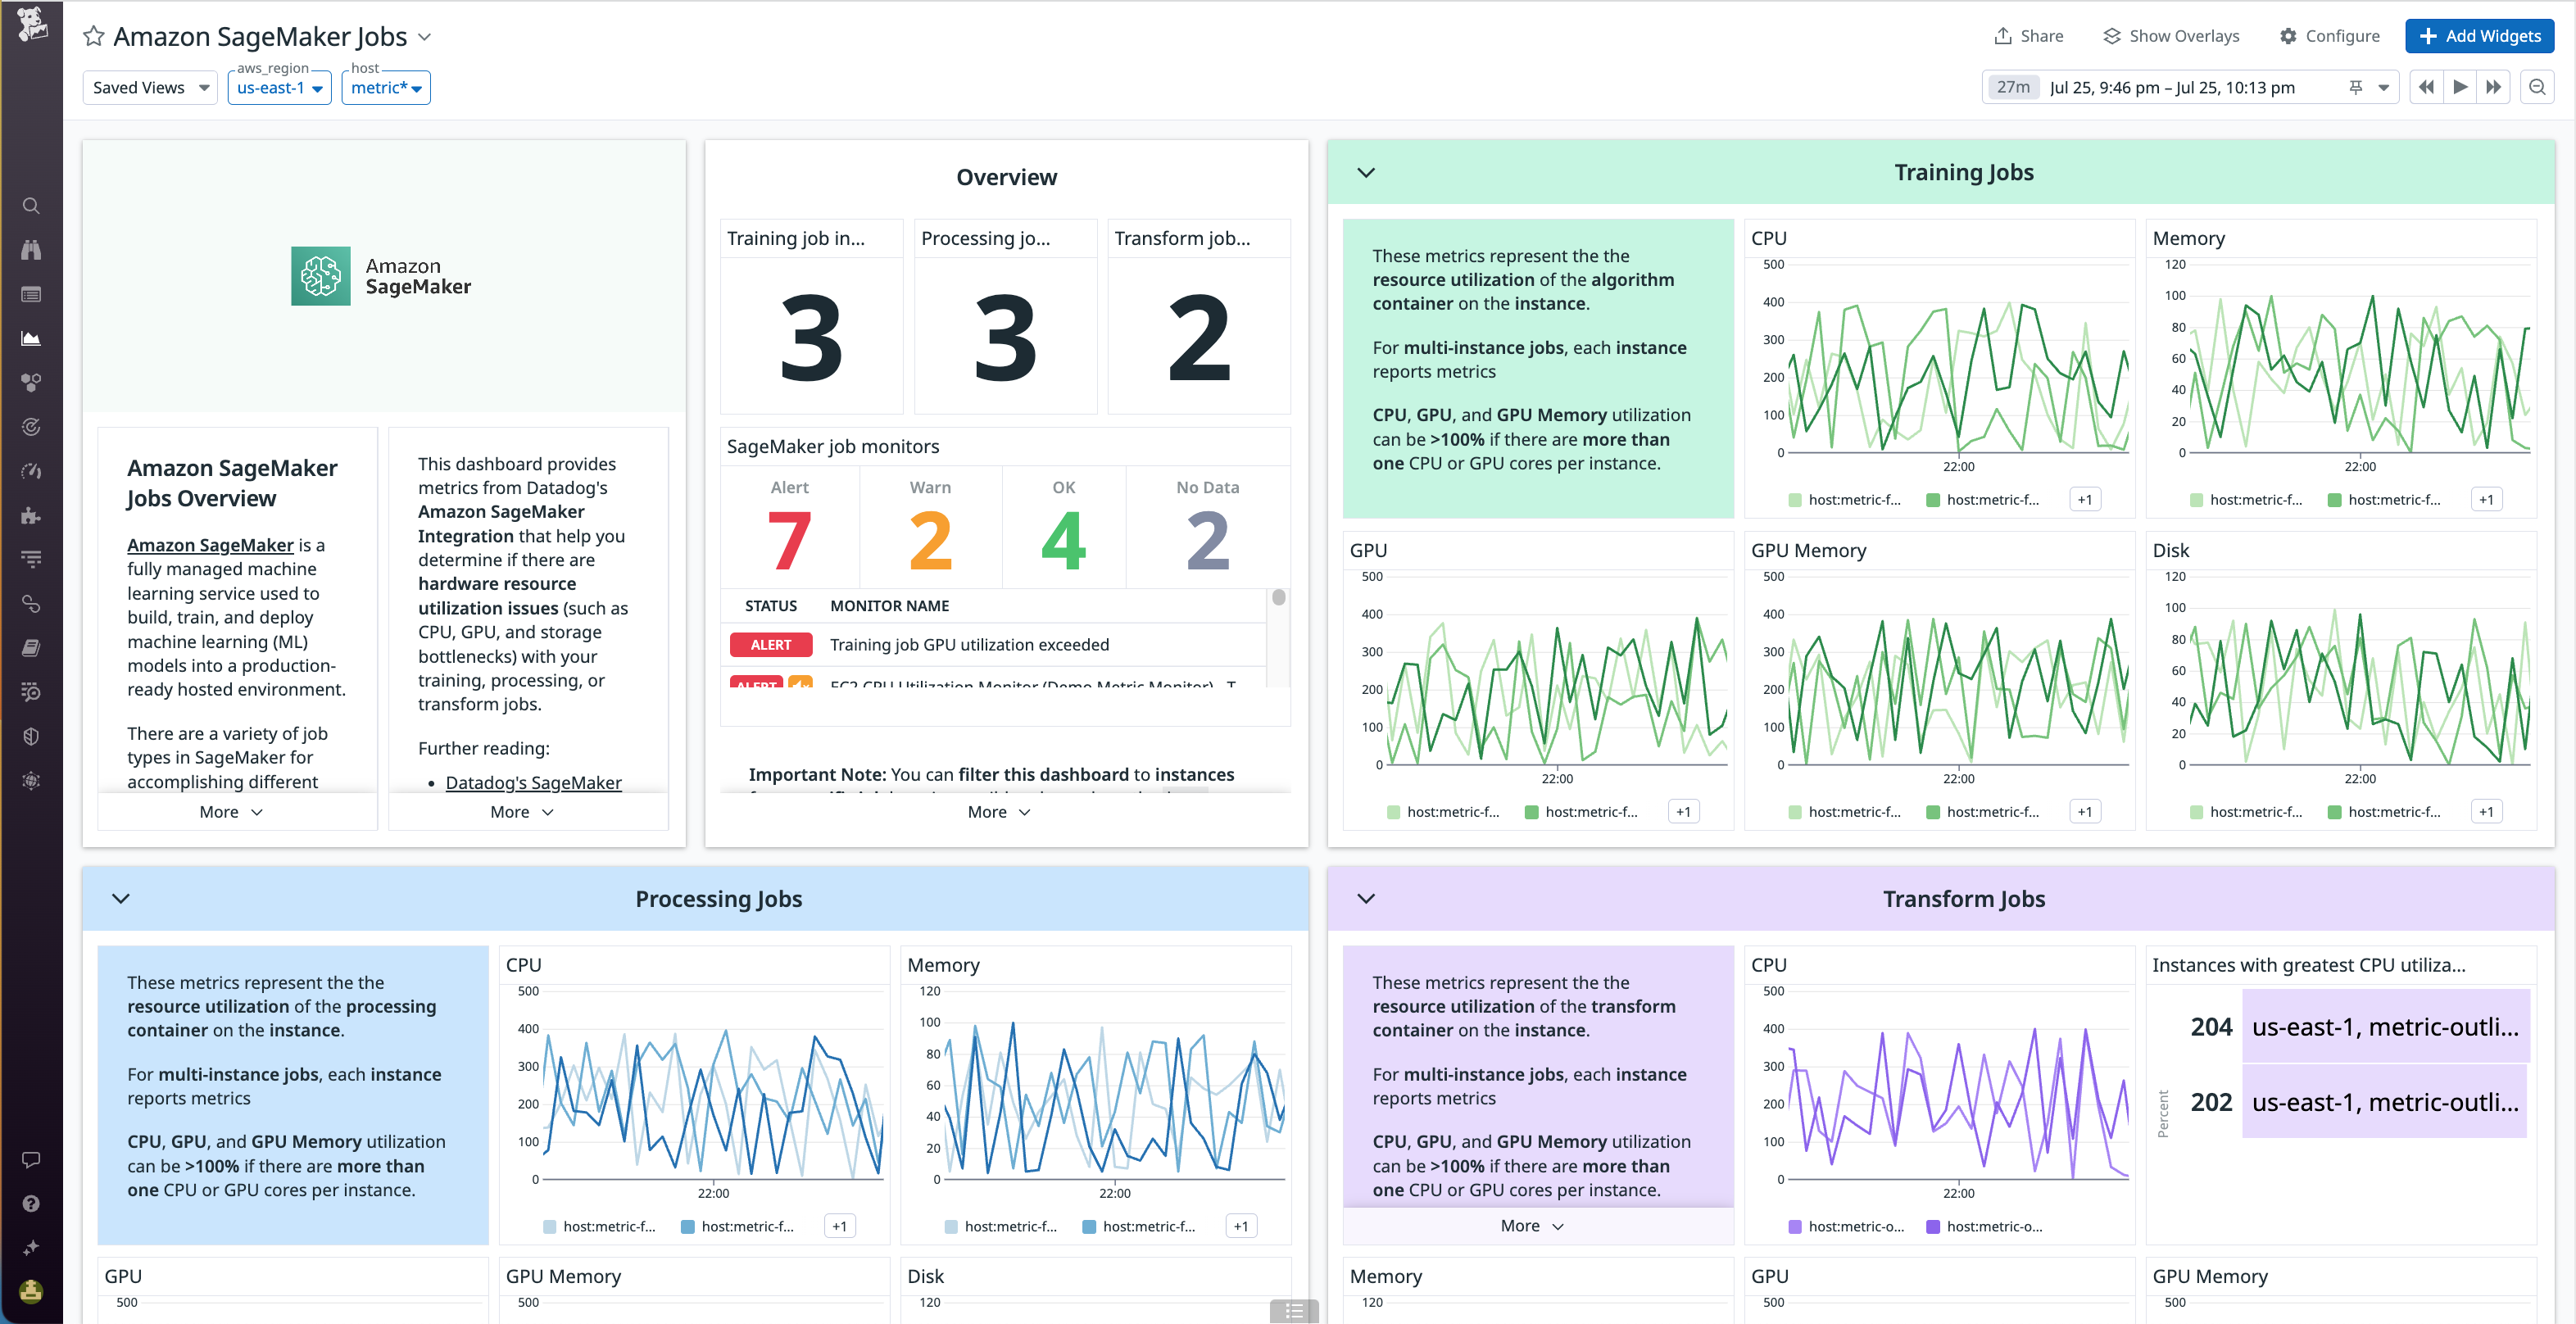 Amazon SageMaker Jobs
Share
Show Overlays
Configure
Add Widgets
Saved Views
aws_region
us-east-1
host
metric*
27m
Jul 25, 9:46 pm – Jul 25, 10:13 pm
Amazon
SageMaker
Amazon SageMaker
Jobs Overview
Amazon SageMaker is a
fully managed machine
learning service used to
build, train, and deploy
machine learning (ML)
models into a production-
ready hosted environment.
There are a variety of job
types in SageMaker for
accomplishing different
More
This dashboard provides
metrics from Datadog's
Amazon SageMaker
Integration that help you
determine if there are
hardware resource
utilization issues (such as
CPU, GPU, and storage
bottlenecks) with your
training, processing, or
transform jobs.
Further reading:
• Datadog's SageMaker
More
Overview
Training job in...
3
Processing jo...
3
Transform job...
2
SageMaker job monitors
Alert
7
Warn
2
OK
4
No Data
2
STATUS
MONITOR NAME
ALERT
Training job GPU utilization exceeded
ALERT
EC2 CPU Utilization Monitor (Demo Metric Monitor) - T
Important Note: You can filter this dashboard to instances
More
Training Jobs
These metrics represent the the
resource utilization of the algorithm
container on the instance.
For multi-instance jobs, each instance
reports metrics
CPU, GPU, and GPU Memory utilization
can be >100% if there are more than
one CPU or GPU cores per instance.
CPU
500
400
300
200
100
0
22:00
host:metric-f...
host:metric-f...
+1
Memory
120
100
80
60
40
20
0
22:00
host:metric-f...
host:metric-f...
+1
GPU
500
400
300
200
100
0
22:00
host:metric-f...
host:metric-f...
+1
GPU Memory
500
400
300
200
100
0
22:00
host:metric-f...
host:metric-f...
+1
Disk
120
100
80
60
40
20
0
22:00
host:metric-f...
host:metric-f...
+1
Processing Jobs
These metrics represent the the
resource utilization of the processing
container on the instance.
For multi-instance jobs, each instance
reports metrics
CPU, GPU, and GPU Memory utilization
can be >100% if there are more than
one CPU or GPU cores per instance.
CPU
500
400
300
200
100
0
22:00
host:metric-f...
host:metric-f...
+1
Memory
120
100
80
60
40
20
0
22:00
host:metric-f...
host:metric-f...
+1
GPU
500
GPU Memory
500
Disk
120
Transform Jobs
These metrics represent the the
resource utilization of the transform
container on the instance.
For multi-instance jobs, each instance
reports metrics
CPU, GPU, and GPU Memory utilization
can be >100% if there are more than
one CPU or GPU cores per instance.
More
CPU
500
400
300
200
100
0
22:00
host:metric-o...
host:metric-o...
Instances with greatest CPU utiliza...
Percent
204
us-east-1, metric-outli...
202
us-east-1, metric-outli...
Memory
120
GPU
500
GPU Memory
500